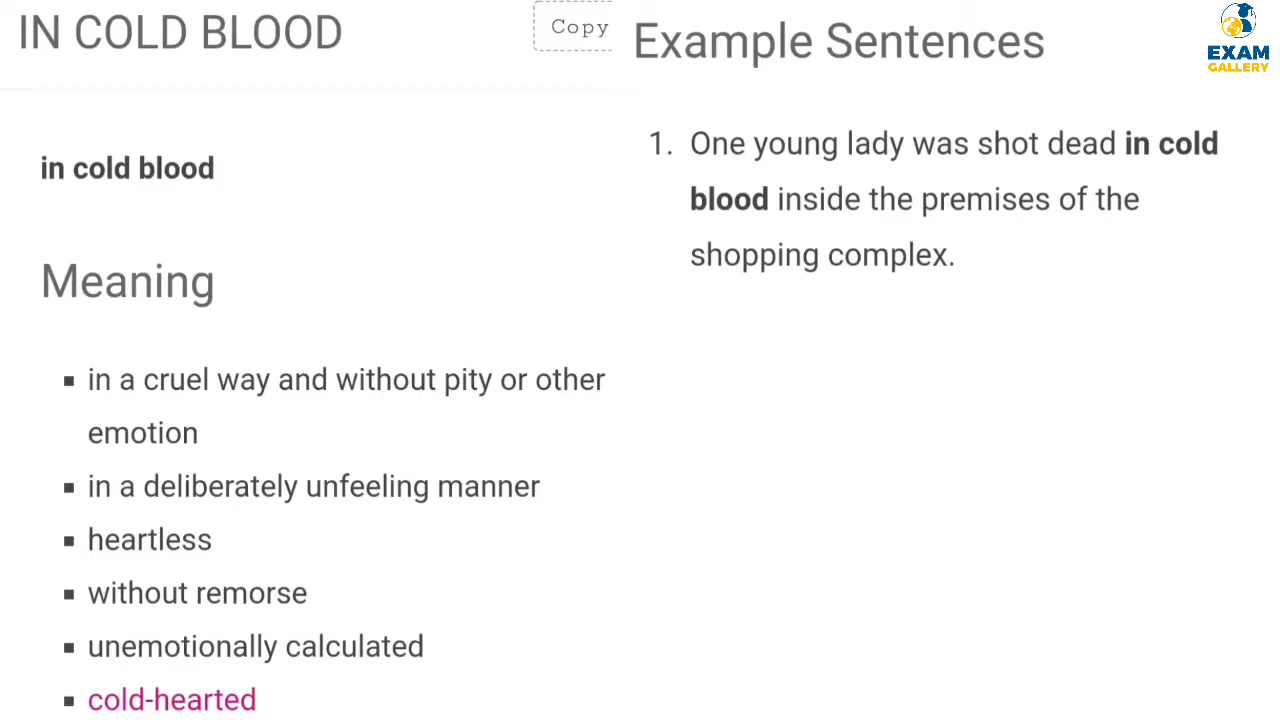 IN COLD BLOOD
Copy
in cold blood
Meaning
in a cruel way and without pity or other
emotion
in a deliberately unfeeling manner
heartless
without remorse
unemotionally calculated
cold-hearted
Example Sentences
1. One young lady was shot dead in cold
blood inside the premises of the
shopping complex.
EXAM
GALLERY